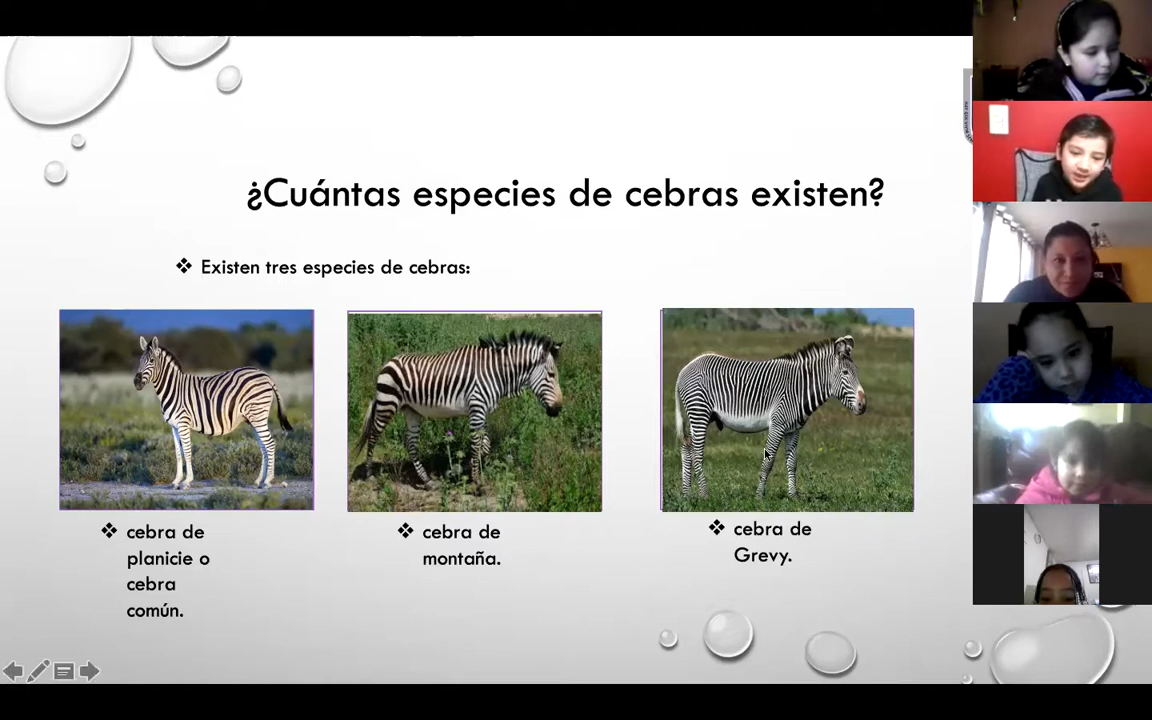 ¿Cuántas especies de cebras existen?
❖ Existen tres especies de cebras:
❖ cebra de
planicie o
cebra
común.
❖ cebra de
montaña.
❖ cebra de
Grevy.